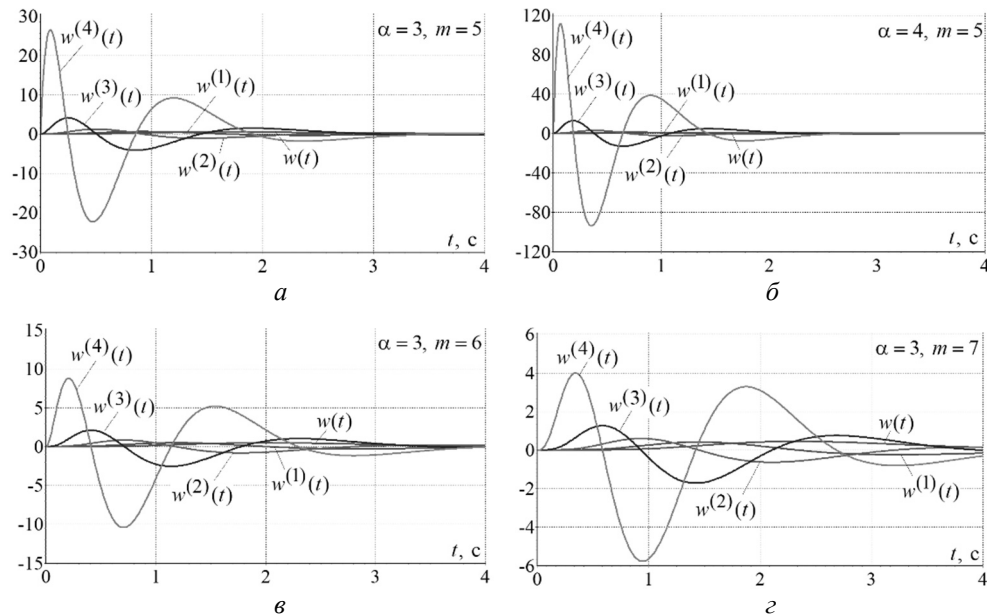 30
20
10
0
-10
-20
-30
0
1
2
3
4
w⁽⁴⁾(t)
w⁽³⁾(t)
w⁽¹⁾(t)
w⁽²⁾(t)
w(t)
α = 3, m = 5
t, с
а
120
80
40
0
-40
-80
-120
0
1
2
3
4
w⁽⁴⁾(t)
w⁽³⁾(t)
w⁽¹⁾(t)
w⁽²⁾(t)
w(t)
α = 4, m = 5
t, с
б
15
10
5
0
-5
-10
-15
0
1
2
3
4
w⁽⁴⁾(t)
w⁽³⁾(t)
w(t)
w⁽²⁾(t)
w⁽¹⁾(t)
α = 3, m = 6
t, с
в
6
4
2
0
-2
-4
-6
0
1
2
3
4
w⁽⁴⁾(t)
w⁽³⁾(t)
w(t)
w⁽²⁾(t)
w⁽¹⁾(t)
α = 3, m = 7
t, с
г